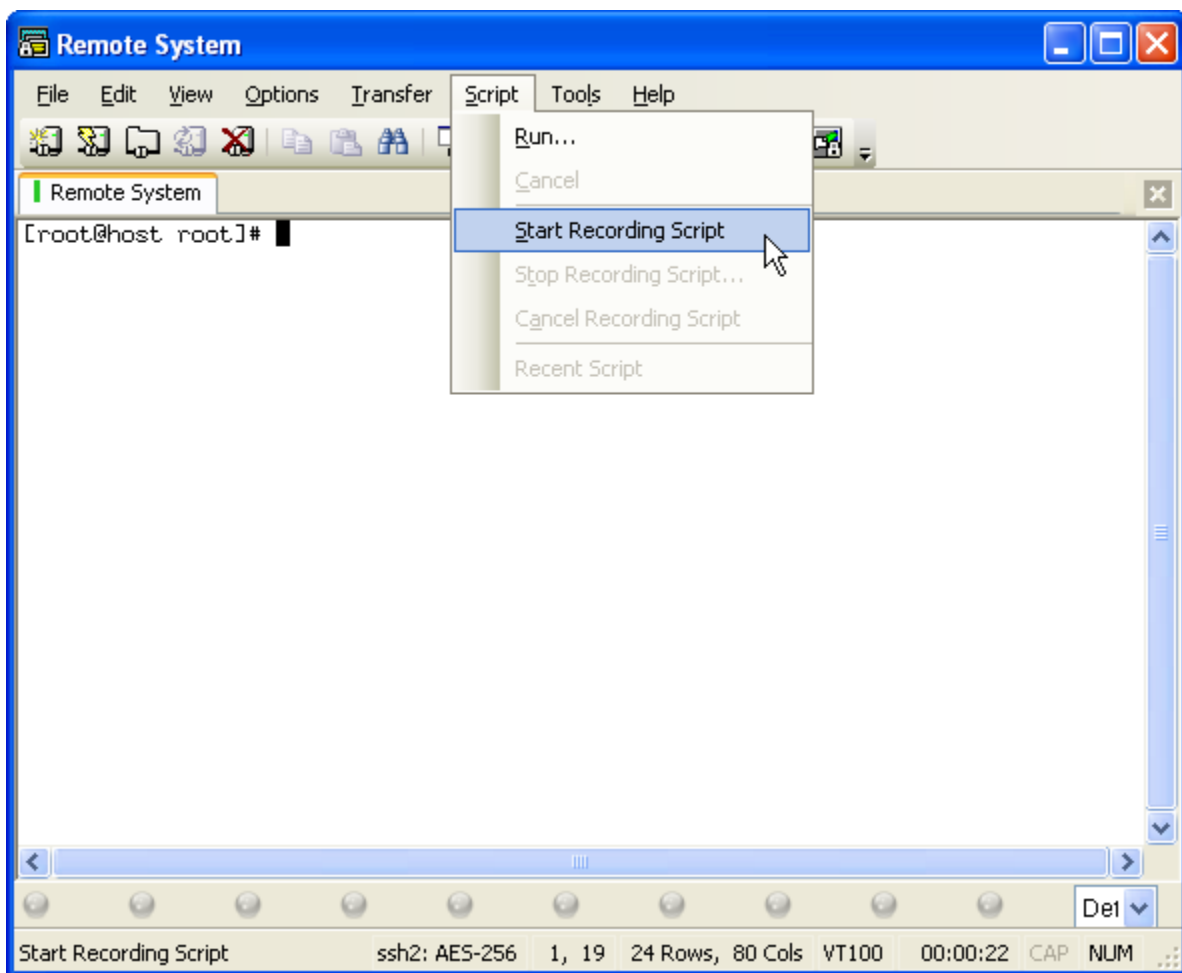 Remote System
File Edit View Options Transfer Script Tools Help
Run...
Cancel
Remote System
Start Recording Script
[root@host root]#
Stop Recording Script...
Cancel Recording Script
Recent Script
Def
Start Recording Script ssh2: AES-256 1, 19 24 Rows, 80 Cols VT100 00:00:22 CAP NUM